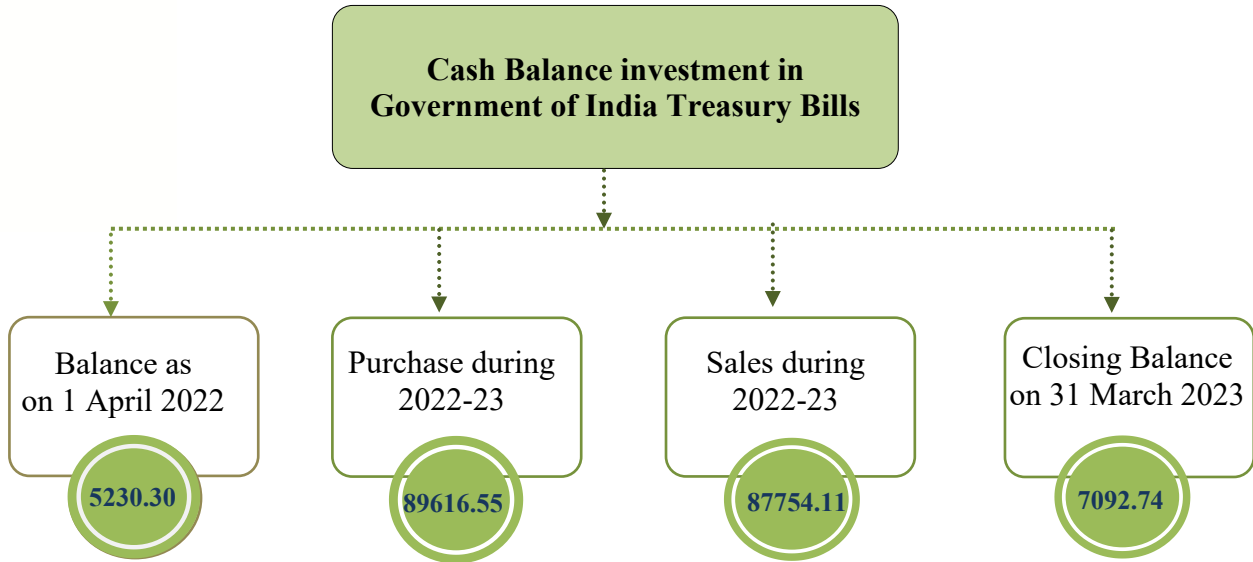 Cash Balance investment in
Government of India Treasury Bills
Balance as
on 1 April 2022
5230.30
Purchase during
2022-23
89616.55
Sales during
2022-23
87754.11
Closing Balance
on 31 March 2023
7092.74